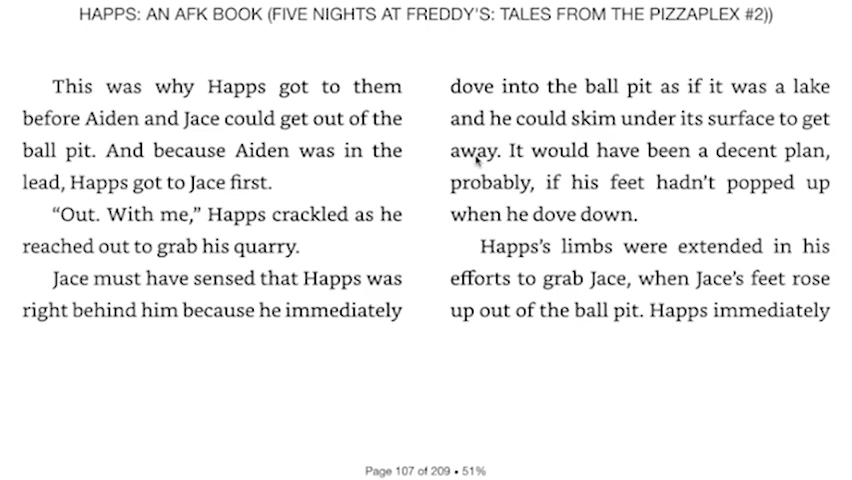 HAPPS: AN AFK BOOK (FIVE NIGHTS AT FREDDY'S: TALES FROM THE PIZZAPLEX #2))
This was why Happs got to them
before Aiden and Jace could get out of the
ball pit. And because Aiden was in the
lead, Happs got to Jace first.
“Out. With me,” Happs crackled as he
reached out to grab his quarry.
Jace must have sensed that Happs was
right behind him because he immediately
dove into the ball pit as if it was a lake
and he could skim under its surface to get
away. It would have been a decent plan,
probably, if his feet hadn’t popped up
when he dove down.
Happs’s limbs were extended in his
efforts to grab Jace, when Jace’s feet rose
up out of the ball pit. Happs immediately
Page 107 of 209 • 51%